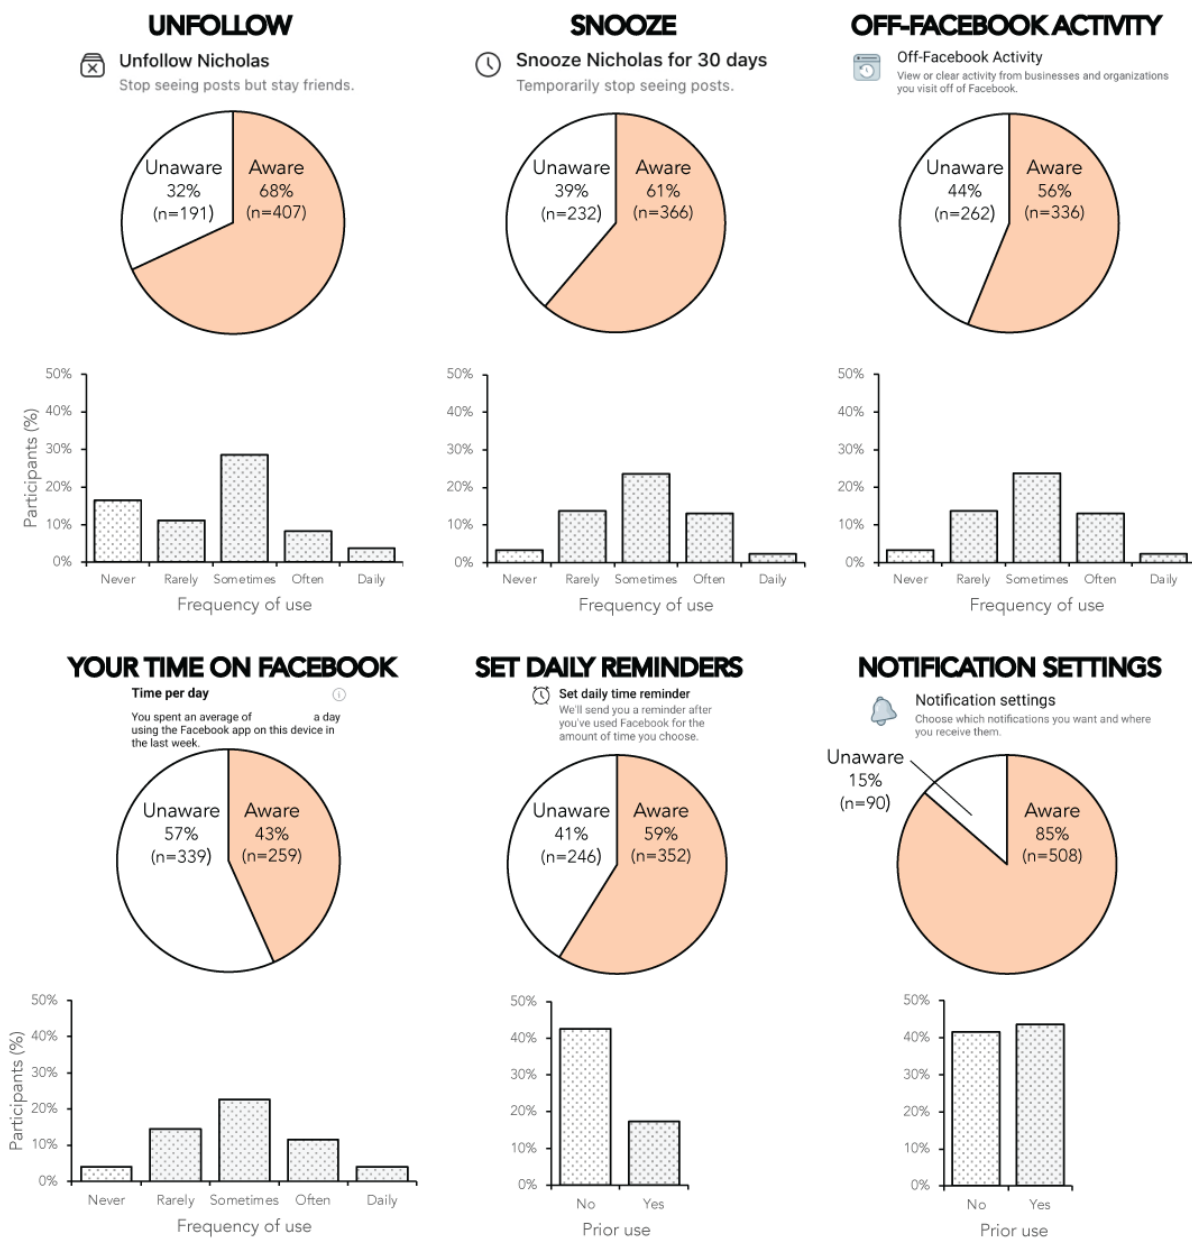 UNFOLLOW
Unfollow Nicholas
Stop seeing posts but stay friends.
Unaware
32%
(n=191)
Aware
68%
(n=407)
50%
40%
30%
20%
10%
0%
Participants (%)
Never Rarely Sometimes Often Daily
Frequency of use
SNOOZE
Snooze Nicholas for 30 days
Temporarily stop seeing posts.
Unaware
39%
(n=232)
Aware
61%
(n=366)
50%
40%
30%
20%
10%
0%
Never Rarely Sometimes Often Daily
Frequency of use
OFF-FACEBOOK ACTIVITY
Off-Facebook Activity
View or clear activity from businesses and organizations
you visit off of Facebook.
Unaware
44%
(n=262)
Aware
56%
(n=336)
50%
40%
30%
20%
10%
0%
Never Rarely Sometimes Often Daily
Frequency of use
YOUR TIME ON FACEBOOK
Time per day
You spent an average of a day
using the Facebook app on this device in
the last week.
Unaware
57%
(n=339)
Aware
43%
(n=259)
50%
40%
30%
20%
10%
0%
Participants (%)
Never Rarely Sometimes Often Daily
Frequency of use
SET DAILY REMINDERS
Set daily time reminder
We'll send you a reminder after
you've used Facebook for the
amount of time you choose.
Unaware
41%
(n=246)
Aware
59%
(n=352)
50%
40%
30%
20%
10%
0%
No Yes
Prior use
NOTIFICATION SETTINGS
Notification settings
Choose which notifications you want and where
you receive them.
Unaware
15%
(n=90)
Aware
85%
(n=508)
50%
40%
30%
20%
10%
0%
No Yes
Prior use